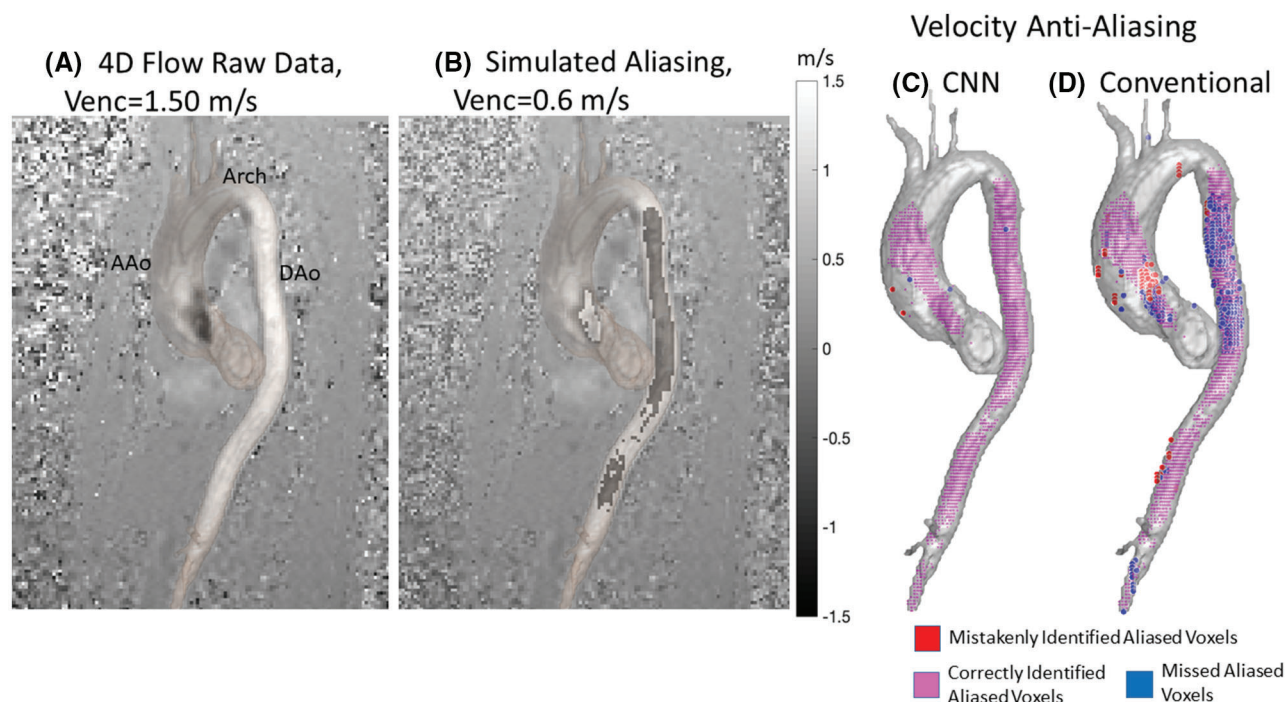 Velocity Anti-Aliasing
(A) 4D Flow Raw Data,
Venc=1.50 m/s
(B) Simulated Aliasing,
Venc=0.6 m/s
m/s
(C) CNN
(D) Conventional
1.5
1
0.5
0
-0.5
-1
-1.5
Arch
AAo
DAo
Mistakenly Identified Aliased Voxels
Correctly Identified
Aliased Voxels
Missed Aliased
Voxels